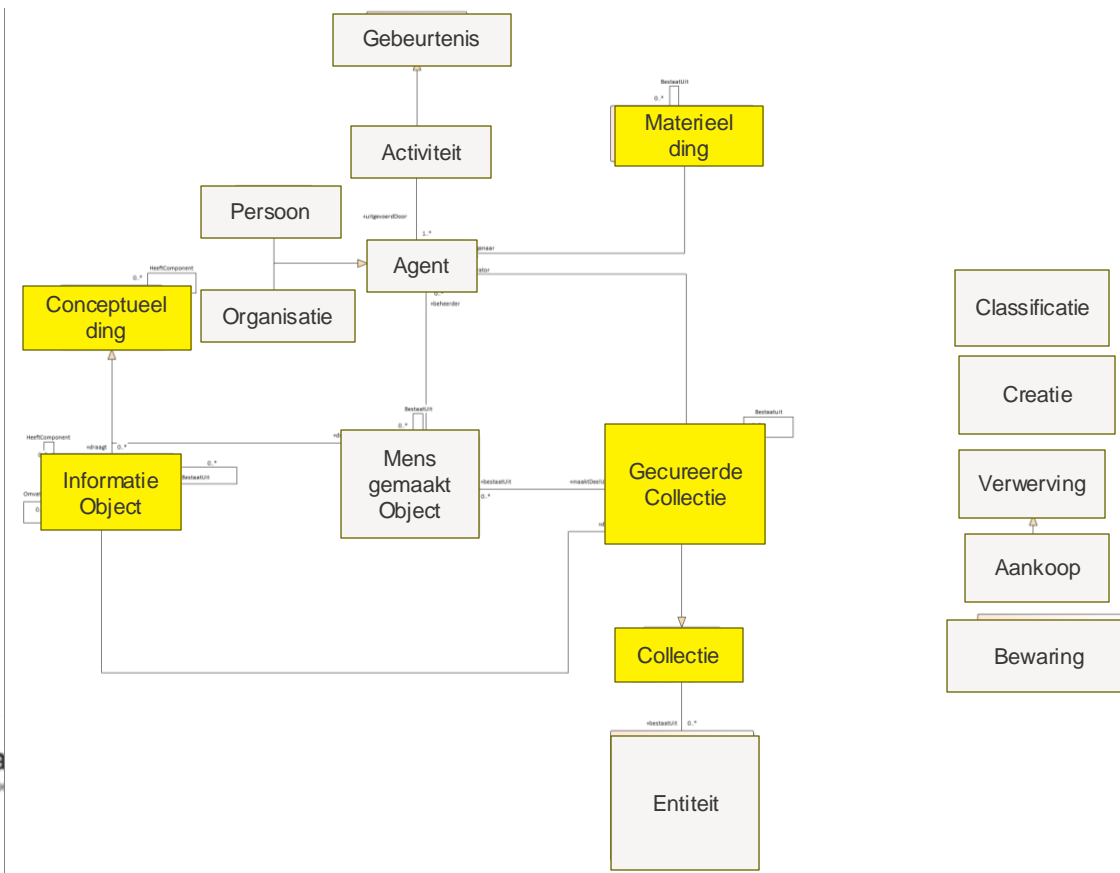 Gebeurtenis
BestaatUit
0..*
Materieel
ding
Activiteit
Persoon
+uitgevoerdDoor
1..*
Agent
HeeftComponent
0..*
0..*
+beheerder
Conceptueel
ding
Organisatie
Classificatie
Creatie
BestaatUit
0..*
Bestaatuit
HeeftComponent
+draagt
0..*
Informatie
Object
0..*
BestaatUit
Mens
gemaakt
Object
+bestaatUit
0..*
Gecureerde
Collectie
Verwerving
Aankoop
Collectie
Bewaring
+bestaatUit
0..*
Entiteit